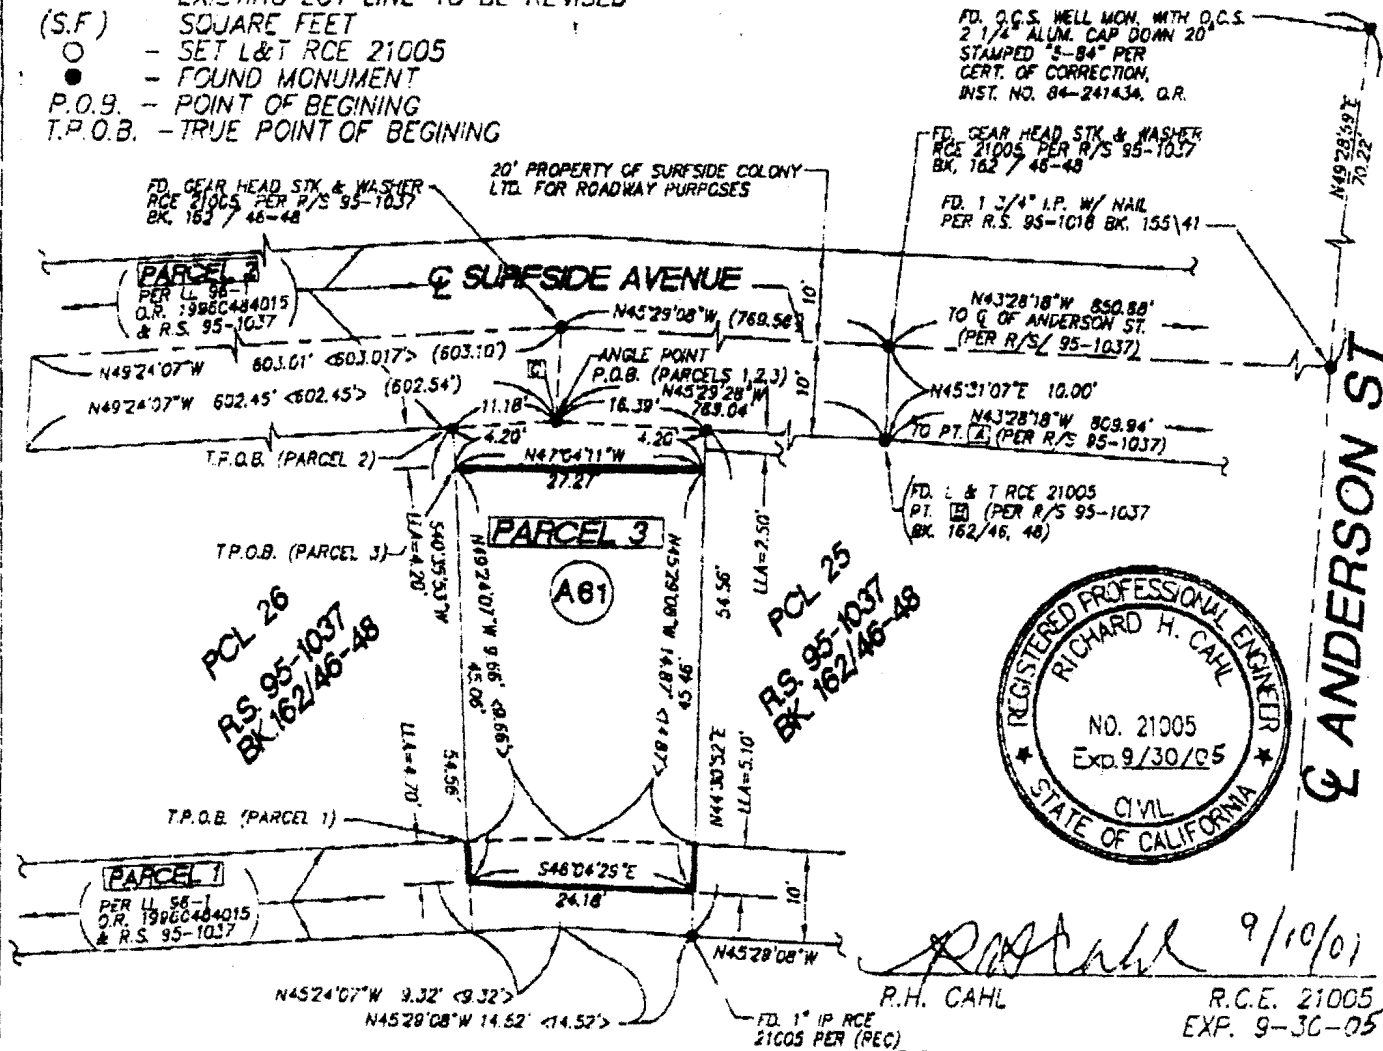 EXISTING LOT LINE TO BE REVISED
(S.F) SQUARE FEET
○ - SET L&T RCE 21005
● - FOUND MONUMENT
P.O.B. - POINT OF BEGINING
T.P.O.B. - TRUE POINT OF BEGINING
FD. O.C.S. WELL MON. WITH O.C.S.
2 1/4" ALUM. CAP DOWN 20"
STAMPED "5-84" PER
CERT. OF CORRECTION,
INST. NO. 84-241434, O.R.
N49°28'59"E
70.22'
FD. GEAR HEAD STK & WASHER
RCE 21005 PER R/S 95-1037
BK. 162 / 46-48
FD. 1 3/4" I.P. W/ NAIL
PER R.S. 95-1018 BK. 155\41
20' PROPERTY OF SURFSIDE COLONY
LTD. FOR ROADWAY PURPOSES
FD. GEAR HEAD STK & WASHER
RCE 21005 PER R/S 95-1037
BK. 162 / 46-48
PARCEL 2
PER LL 96-1
O.R. 19960484015
& R.S. 95-1037
℄ SURFSIDE AVENUE
10'
N45°29'08"W (769.56')
N43°28'18"W 850.88'
TO ℄ OF ANDERSON ST.
(PER R/S/ 95-1037)
N49°24'07"W 603.01' <603.017'> (603.10')
ANGLE POINT
P.O.B. (PARCELS 1,2,3)
C
10'
N45°31'07"E 10.00'
N49°24'07"W 602.45' <602.45'> (602.54')
N45°29'28"W
769.04'
11.18'
16.39'
N43°28'18"W 809.94'
TO PT. A (PER R/S 95-1037)
4.20'
4.20'
T.P.O.B. (PARCEL 2)
N47°04'11"W
27.27'
FD. L & T RCE 21005
PT. B (PER R/S 95-1037
BK. 162/46, 48)
PARCEL 3
A61
T.P.O.B. (PARCEL 3)
LLA=4.20'
S40°35'53"W
N49°24'07"W 9.66' <9.66'>
45.06'
N45°29'08"W 14.87' <14.87'>
45.46'
54.56'
LLA=2.50'
PCL 26
R.S. 95-1037
BK.162/46-48
PCL 25
R.S. 95-1037
BK 162/46-48
℄ ANDERSON ST
REGISTERED PROFESSIONAL ENGINEER
RICHARD H. CAHL
NO. 21005
Exp. 9/30/05
CIVIL
STATE OF CALIFORNIA
LLA=4.70'
54.56'
N44°30'52"E
LLA=5.10'
T.P.O.B. (PARCEL 1)
PARCEL 1
PER LL 96-1
O.R. 19960484015
& R.S. 95-1037
S46°04'25"E
24.18'
10'
N45°29'08"W
N45°24'07"W 9.32' <9.32'>
N45°29'08"W 14.52' <14.52'>
FD. 1" IP RCE
21005 PER (REC)
9/10/01
R.H. CAHL R.C.E. 21005
EXP. 9-30-05